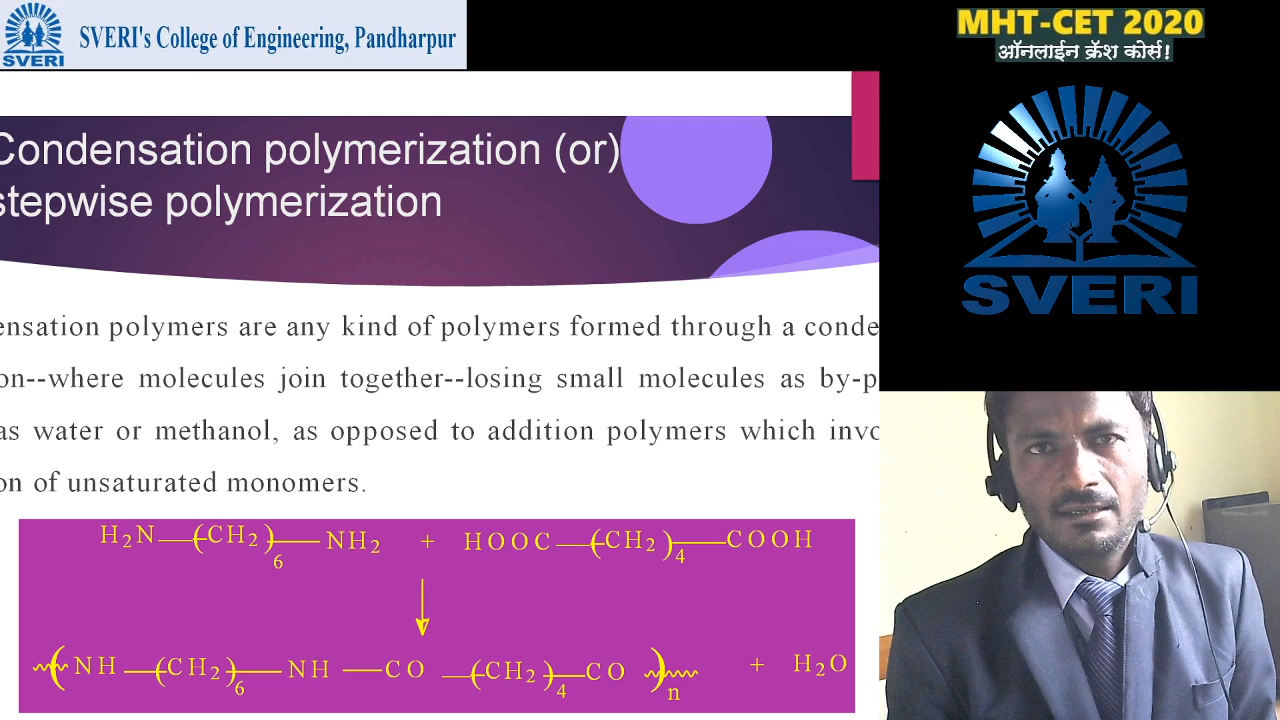 SVERI's College of Engineering, Pandharpur
SVERI
MHT-CET 2020
ऑनलाईन क्रॅश कोर्स!
SVERI
Condensation polymerization (or)
stepwise polymerization
ensation polymers are any kind of polymers formed through a conde
on--where molecules join together--losing small molecules as by-p
as water or methanol, as opposed to addition polymers which invo
on of unsaturated monomers.
H₂N—(CH₂)₆—NH₂ + HOOC—(CH₂)₄—COOH
(NH—(CH₂)₆—NH—CO—(CH₂)₄—CO)n + H₂O